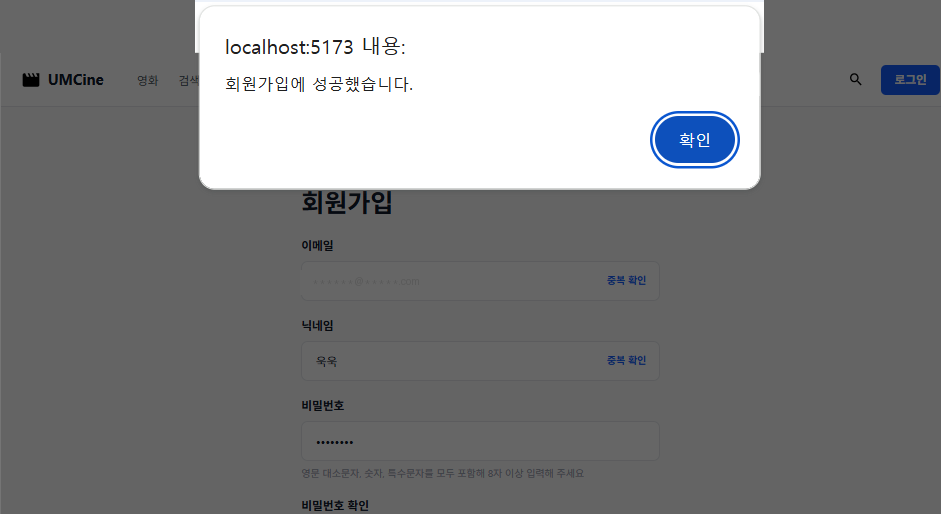 localhost:5173 내용:
회원가입에 성공했습니다.
확인
UMCine
영화
검색
로그인
회원가입
이메일
중복 확인
닉네임
욱욱
중복 확인
비밀번호
••••••••
영문 대소문자, 숫자, 특수문자를 모두 포함해 8자 이상 입력해 주세요
비밀번호 확인